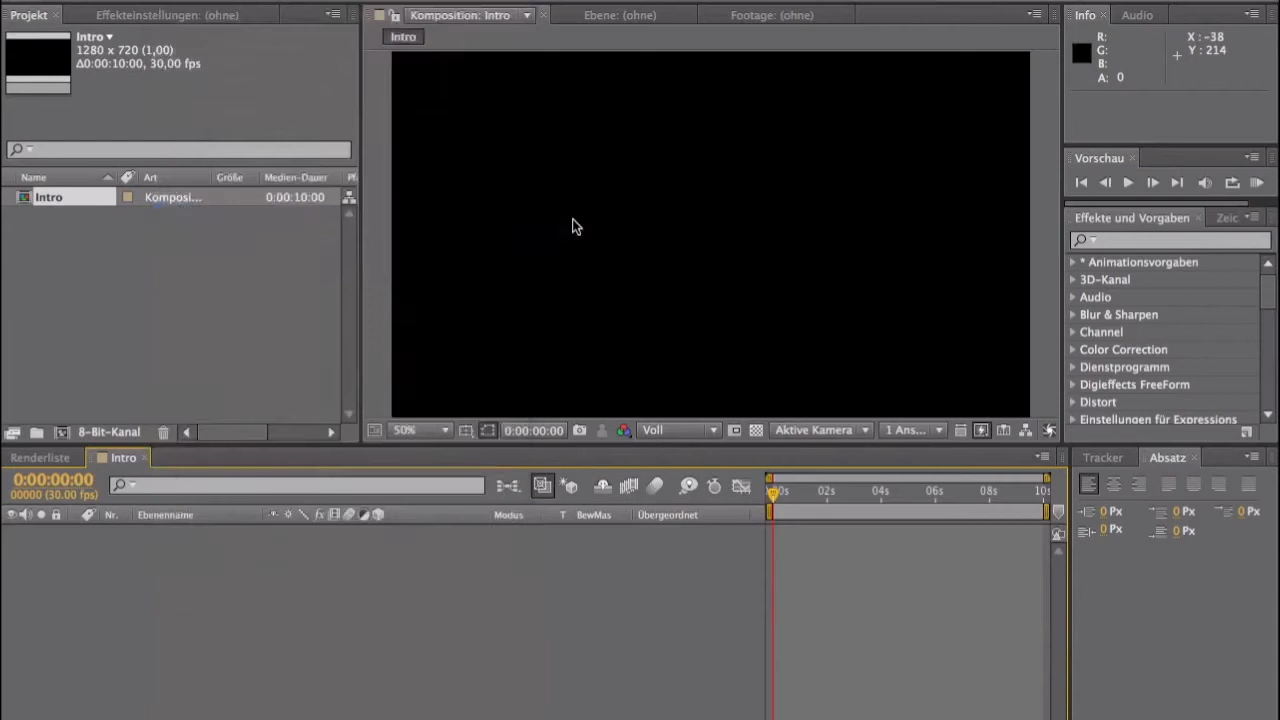 Projekt
Effekteinstellungen: (ohne)
Intro
1280 x 720 (1,00)
Δ0:00:10:00, 30,00 fps
Name
Art
Größe
Medien-Dauer
Intro
Komposi...
0:00:10:00
8-Bit-Kanal
Komposition: Intro
Ebene: (ohne)
Footage: (ohne)
Intro
50%
0:00:00:00
Voll
Aktive Kamera
1 Ans...
Info
Audio
R:
G:
B:
A: 0
X : -38
Y : 214
Vorschau
Effekte und Vorgaben
Zeic
* Animationsvorgaben
3D-Kanal
Audio
Blur & Sharpen
Channel
Color Correction
Dienstprogramm
Digieffects FreeForm
Distort
Einstellungen für Expressions
Renderliste
Intro
0:00:00:00
00000 (30.00 fps)
Nr.
Ebenenname
fx
Modus
T
BewMas
Übergeordnet
02s
04s
06s
08s
10s
Tracker
Absatz
0 Px
0 Px
0 Px
0 Px
0 Px